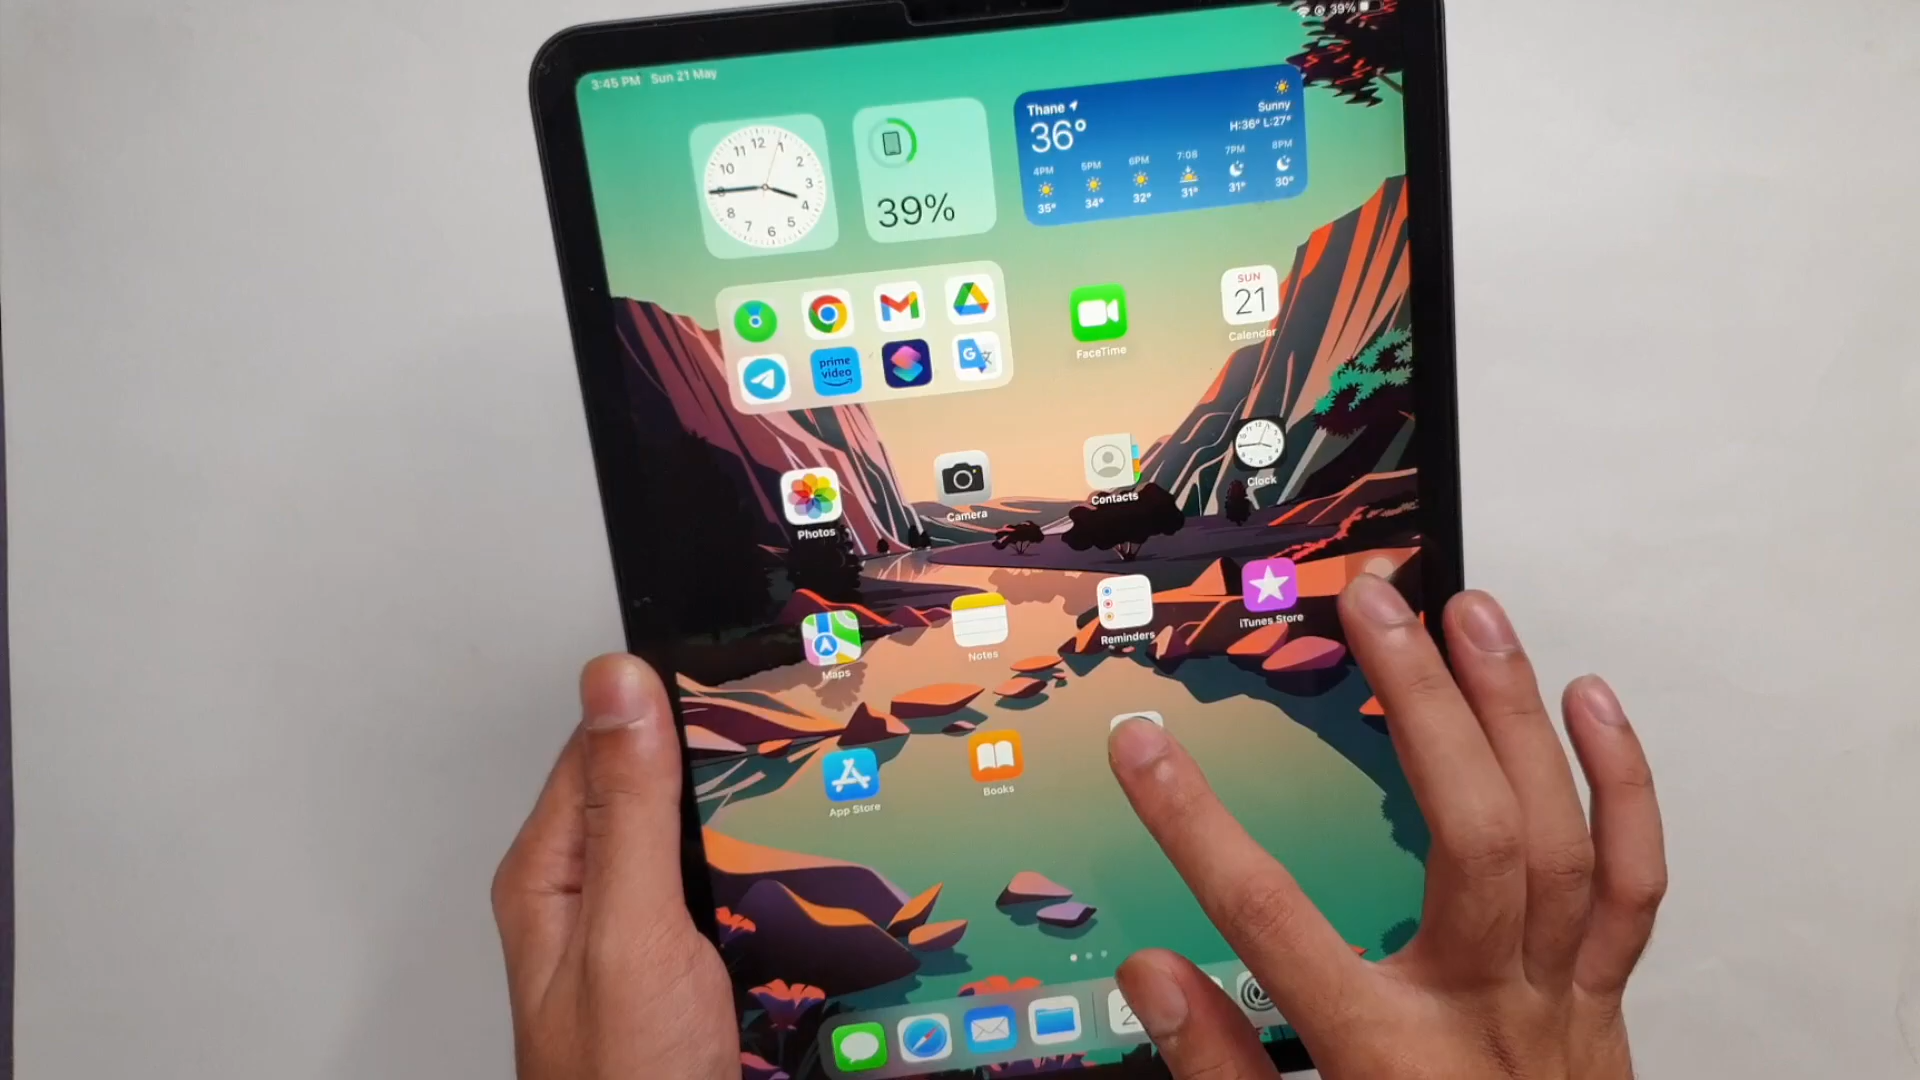 3:45 PM Sun 21 May
39%
12
1
2
3
4
5
6
7
8
10
11
39%
Thane
36°
Sunny
H:36° L:27°
4PM
5PM
6PM
7:08
7PM
8PM
35°
34°
32°
31°
31°
30°
prime
video
G
FaceTime
SUN
21
Calendar
Photos
Camera
Contacts
Clock
Maps
Notes
Reminders
iTunes Store
App Store
Books